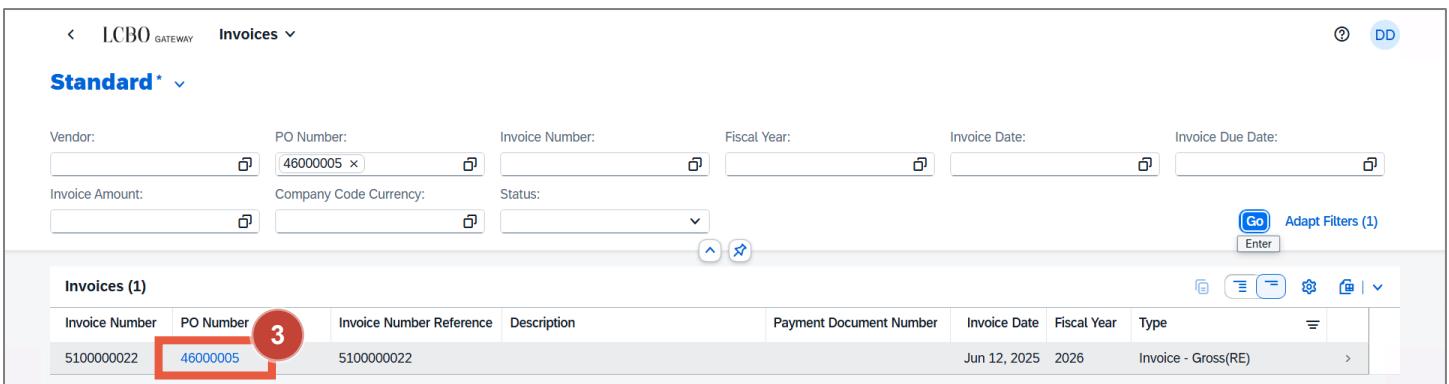 LCBO GATEWAY Invoices DD
Standard*
Vendor: PO Number: Invoice Number: Fiscal Year: Invoice Date: Invoice Due Date:
46000005 ×
Invoice Amount: Company Code Currency: Status:
Go Adapt Filters (1)
Enter
Invoices (1)
Invoice Number PO Number Invoice Number Reference Description Payment Document Number Invoice Date Fiscal Year Type
3
5100000022 46000005 5100000022 Jun 12, 2025 2026 Invoice - Gross(RE)